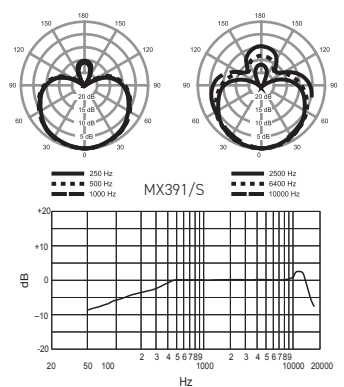 180
150 150
120 120
90 90
60 60
30 30
0
20 dB
15 dB
10 dB
5 dB
180
150 150
120 120
90 90
60 60
30 30
0
20 dB
15 dB
10 dB
5 dB
250 Hz
500 Hz
1000 Hz
MX391/S
2500 Hz
6400 Hz
10000 Hz
+20
+10
0
–10
-20
dB
2 3 4 5 6 7 8 9 2 3 4 5 6 7 8 9
20 50 100 1000 10000 20000
Hz